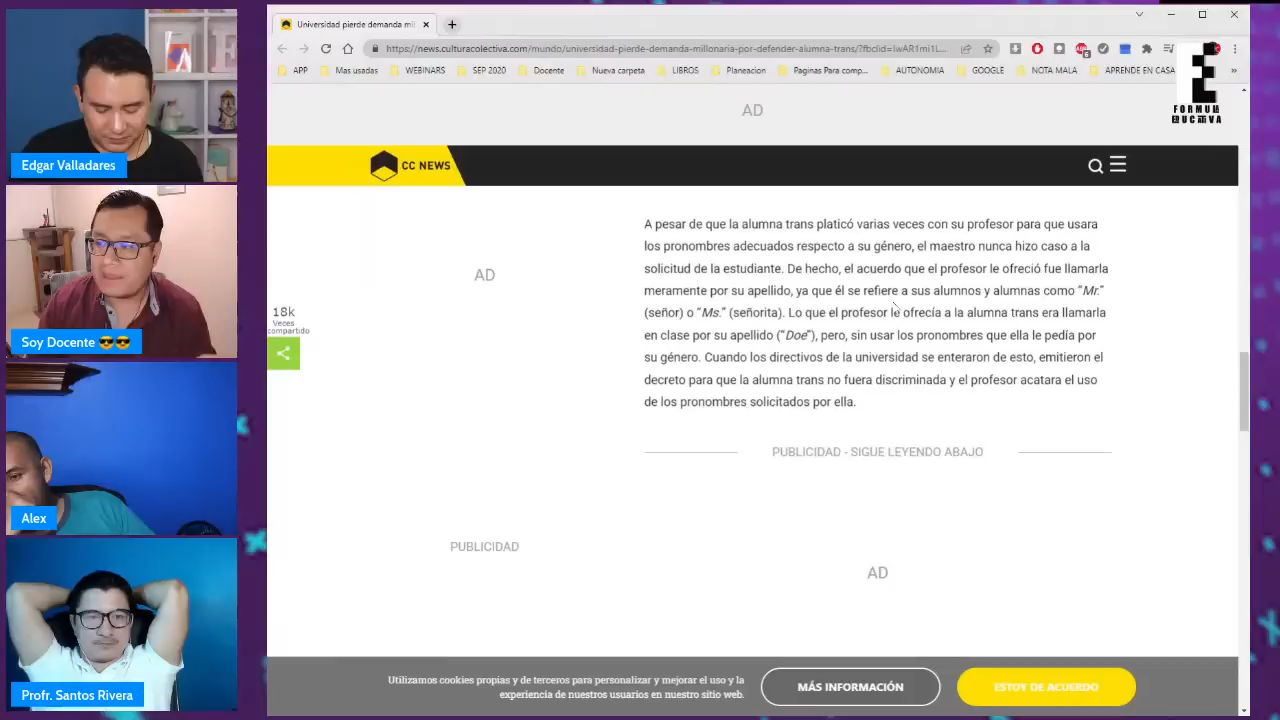 Edgar Valladares
Soy Docente 😎😎
Alex
Profr. Santos Rivera
Universidad pierde demanda mi
https://news.culturacolectiva.com/mundo/universidad-pierde-demanda-millonaria-por-defender-alumna-trans/?fbclid=IwAR1mi1L...
APP
Mas usadas
WEBINARS
SEP 2020
Docente
Nueva carpeta
LIBROS
Planeacion
Paginas Para comp...
AUTONOMIA
GOOGLE
NOTA MALA
APRENDE EN CASA
FORMULA
EDUCATIVA
AD
CC NEWS
AD
18k
Veces
compartido
A pesar de que la alumna trans platicó varias veces con su profesor para que usara
los pronombres adecuados respecto a su género, el maestro nunca hizo caso a la
solicitud de la estudiante. De hecho, el acuerdo que el profesor le ofreció fue llamarla
meramente por su apellido, ya que él se refiere a sus alumnos y alumnas como “Mr.”
(señor) o “Ms.” (señorita). Lo que el profesor le ofrecía a la alumna trans era llamarla
en clase por su apellido (“Doe”), pero, sin usar los pronombres que ella le pedía por
su género. Cuando los directivos de la universidad se enteraron de esto, emitieron el
decreto para que la alumna trans no fuera discriminada y el profesor acatara el uso
de los pronombres solicitados por ella.
PUBLICIDAD - SIGUE LEYENDO ABAJO
PUBLICIDAD
AD
Utilizamos cookies propias y de terceros para personalizar y mejorar el uso y la
experiencia de nuestros usuarios en nuestro sitio web.
MÁS INFORMACIÓN
ESTOY DE ACUERDO